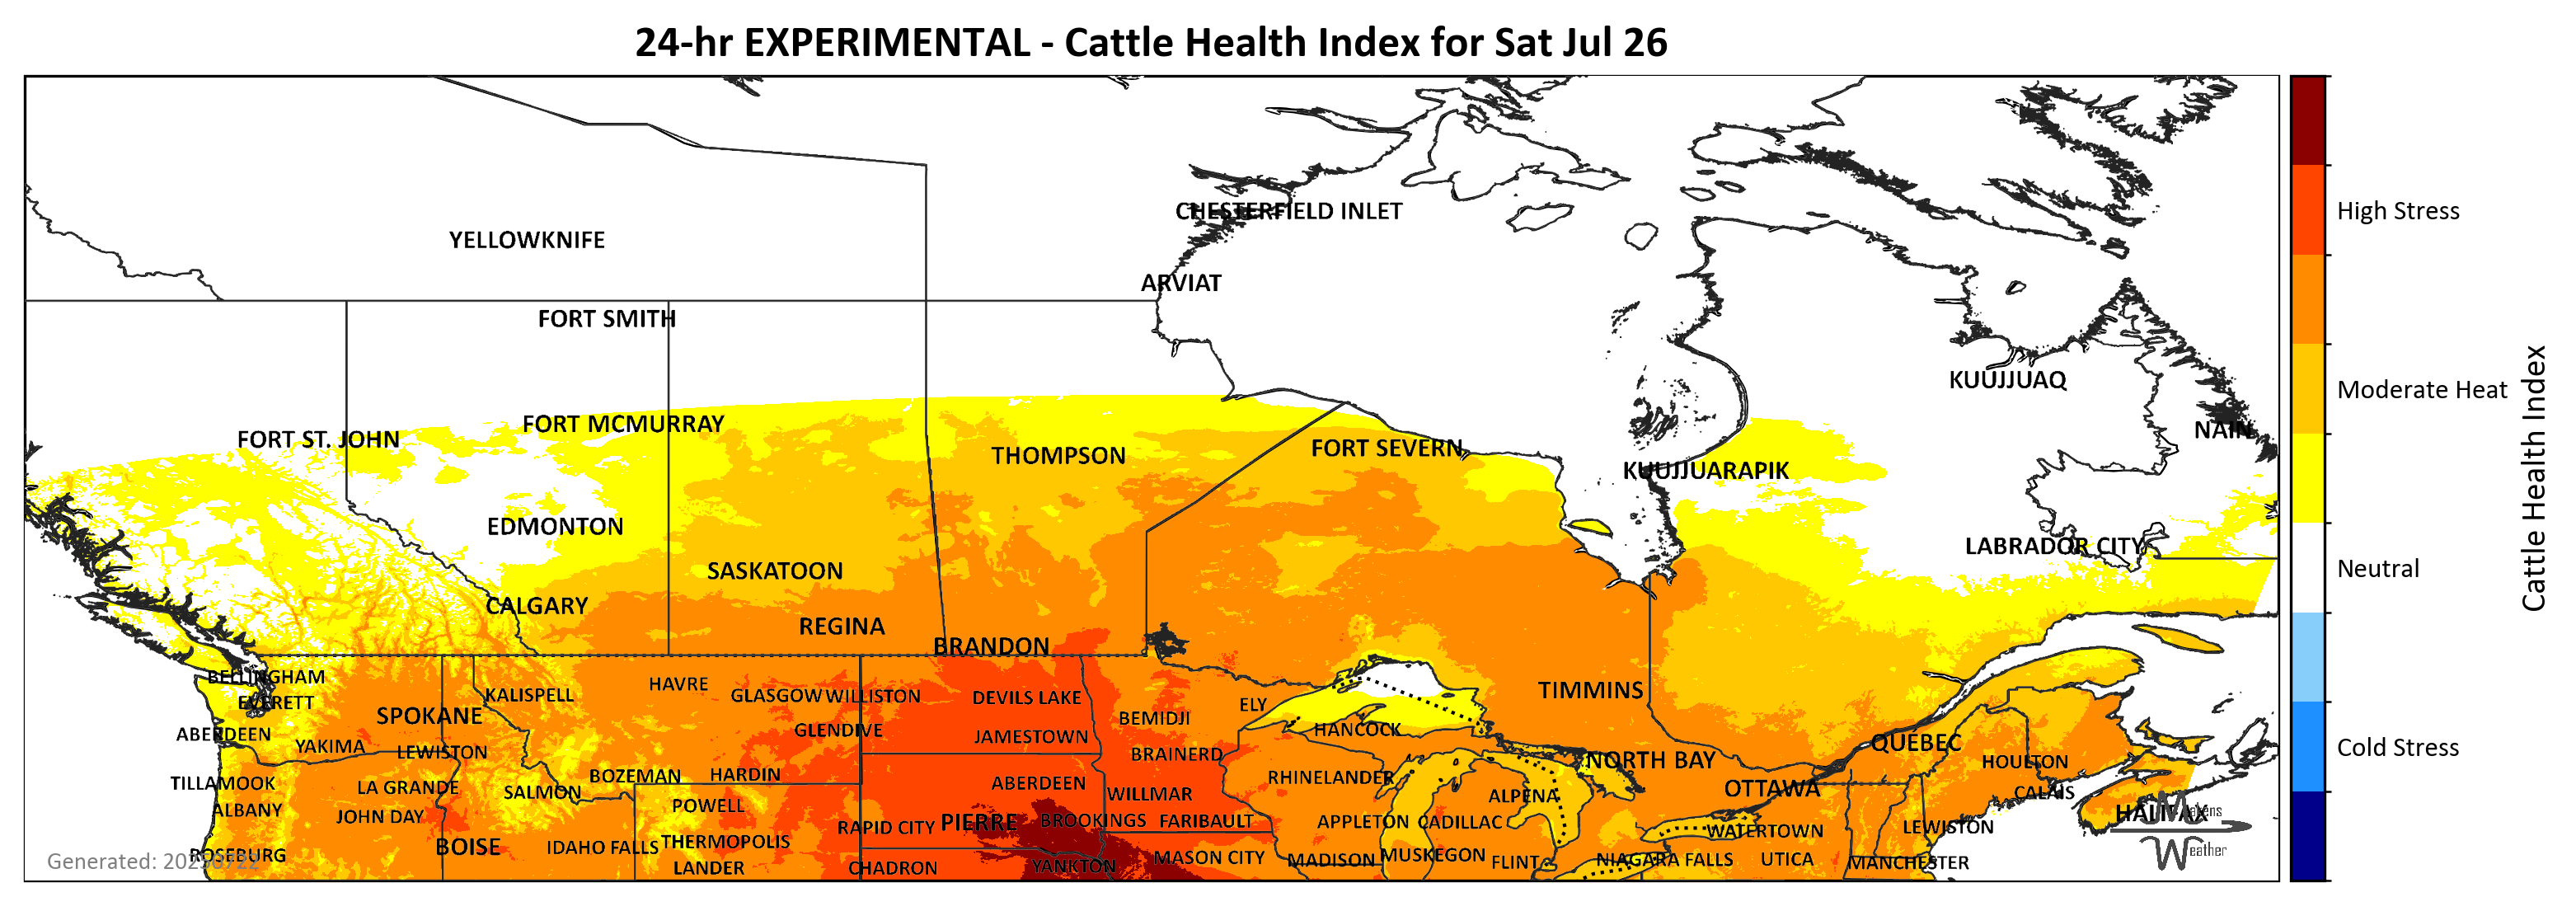 24-hr EXPERIMENTAL - Cattle Health Index for Sat Jul 26
CHESTERFIELD INLET
YELLOWKNIFE
ARVIAT
FORT SMITH
KUUJJUAQ
FORT MCMURRAY
NAIN
FORT ST. JOHN
THOMPSON
FORT SEVERN
KUUJJUARAPIK
EDMONTON
LABRADOR CITY
SASKATOON
CALGARY
REGINA
BRANDON
BELLINGHAM
HAVRE
TIMMINS
KALISPELL
GLASGOW
WILLISTON
DEVILS LAKE
EVERETT
ELY
SPOKANE
BEMIDJI
HANCOCK
ABERDEEN
GLENDIVE
JAMESTOWN
QUEBEC
YAKIMA
LEWISTON
BRAINERD
NORTH BAY
HOULTON
BOZEMAN
HARDIN
RHINELANDER
TILLAMOOK
LA GRANDE
SALMON
ABERDEEN
WILLMAR
ALPENA
OTTAWA
CALAIS
ALBANY
JOHN DAY
POWELL
RAPID CITY
PIERRE
BROOKINGS
FARIBAULT
APPLETON
CADILLAC
WATERTOWN
LEWISTON
HALIFAX
BOISE
IDAHO FALLS
THERMOPOLIS
ROSEBURG
MASON CITY
MADISON
MUSKEGON
FLINT
NIAGARA FALLS
UTICA
MANCHESTER
LANDER
CHADRON
YANKTON
Makens
Weather
High Stress
Moderate Heat
Neutral
Cold Stress
Cattle Health Index